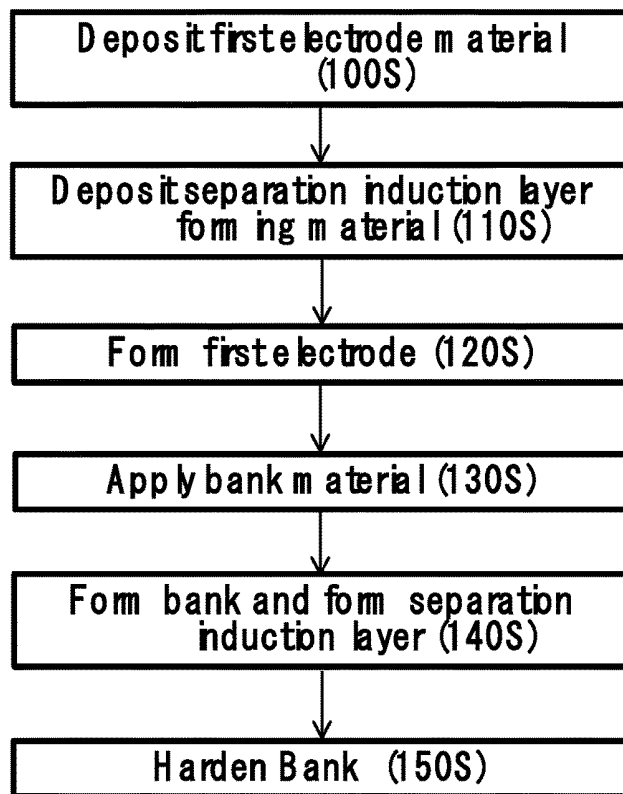 Deposit first electrode material
(100S)
Deposit separation induction layer
forming material (110S)
Form first electrode (120S)
Apply bank material (130S)
Form bank and form separation
induction layer (140S)
Harden Bank (150S)